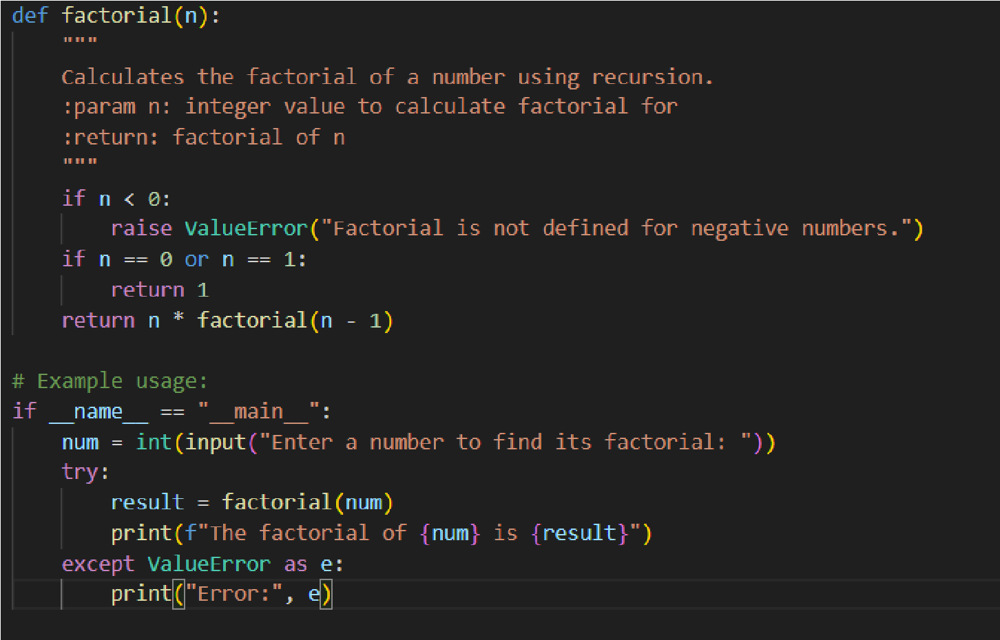 def factorial(n):
    """
    Calculates the factorial of a number using recursion.
    :param n: integer value to calculate factorial for
    :return: factorial of n
    """
    if n < 0:
        raise ValueError("Factorial is not defined for negative numbers.")
    if n == 0 or n == 1:
        return 1
    return n * factorial(n - 1)

# Example usage:
if __name__ == "__main__":
    num = int(input("Enter a number to find its factorial: "))
    try:
        result = factorial(num)
        print(f"The factorial of {num} is {result}")
    except ValueError as e:
        print("Error:", e)